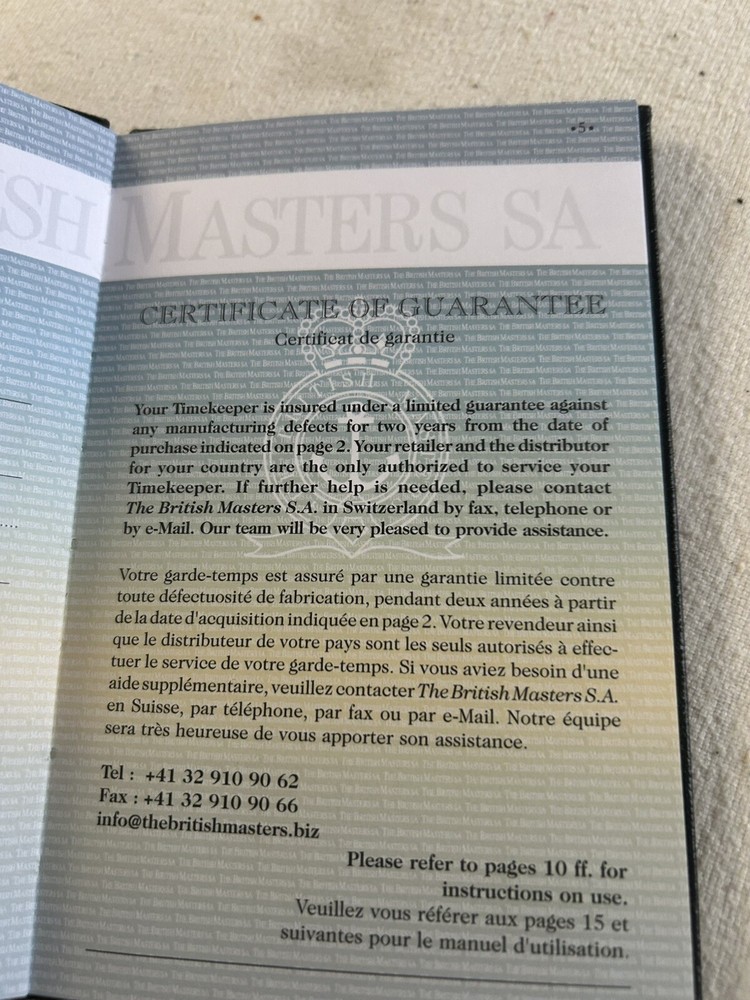 •5•
ISH MASTERS SA
CERTIFICATE OF GUARANTEE
Certificat de garantie
Your Timekeeper is insured under a limited guarantee against
any manufacturing defects for two years from the date of
purchase indicated on page 2. Your retailer and the distributor
for your country are the only authorized to service your
Timekeeper. If further help is needed, please contact
The British Masters S.A. in Switzerland by fax, telephone or
by e-Mail. Our team will be very pleased to provide assistance.
Votre garde-temps est assuré par une garantie limitée contre
toute défectuosité de fabrication, pendant deux années à partir
de la date d'acquisition indiquée en page 2. Votre revendeur ainsi
que le distributeur de votre pays sont les seuls autorisés à effec-
tuer le service de votre garde-temps. Si vous aviez besoin d'une
aide supplémentaire, veuillez contacter The British Masters S.A.
en Suisse, par téléphone, par fax ou par e-Mail. Notre équipe
sera très heureuse de vous apporter son assistance.
Tel : +41 32 910 90 62
Fax : +41 32 910 90 66
info@thebritishmasters.biz
Please refer to pages 10 ff. for
instructions on use.
Veuillez vous référer aux pages 15 et
suivantes pour le manuel d'utilisation.